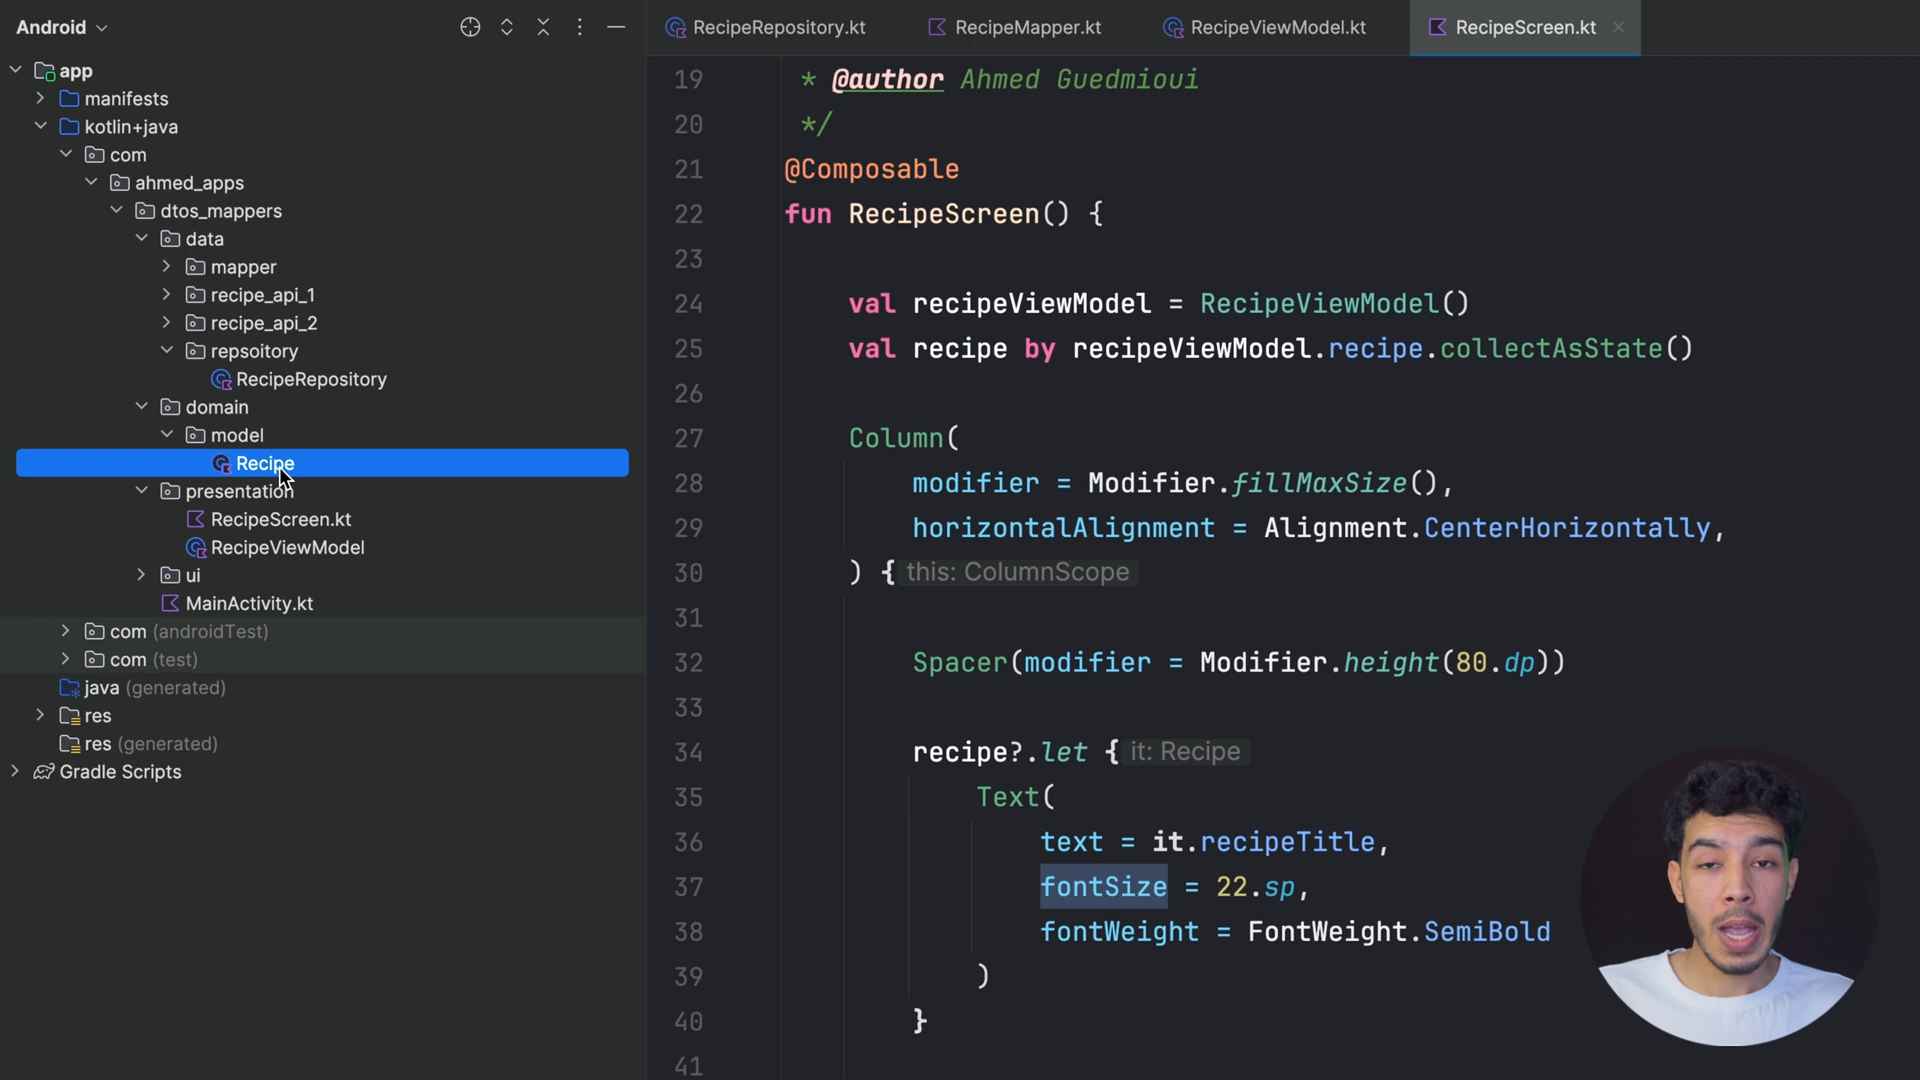 Android
app
manifests
kotlin+java
com
ahmed_apps
dtos_mappers
data
mapper
recipe_api_1
recipe_api_2
repsoitory
RecipeRepository
domain
model
Recipe
presentation
RecipeScreen.kt
RecipeViewModel
ui
MainActivity.kt
com (androidTest)
com (test)
java (generated)
res
res (generated)
Gradle Scripts
RecipeRepository.kt
RecipeMapper.kt
RecipeViewModel.kt
RecipeScreen.kt
19 * @author Ahmed Guedmioui
20 */
21 @Composable
22 fun RecipeScreen() {
23
24 val recipeViewModel = RecipeViewModel()
25 val recipe by recipeViewModel.recipe.collectAsState()
26
27 Column(
28 modifier = Modifier.fillMaxSize(),
29 horizontalAlignment = Alignment.CenterHorizontally,
30 ) { this: ColumnScope
31
32 Spacer(modifier = Modifier.height(80.dp))
33
34 recipe?.let { it: Recipe
35 Text(
36 text = it.recipeTitle,
37 fontSize = 22.sp,
38 fontWeight = FontWeight.SemiBold
39 )
40 }
41